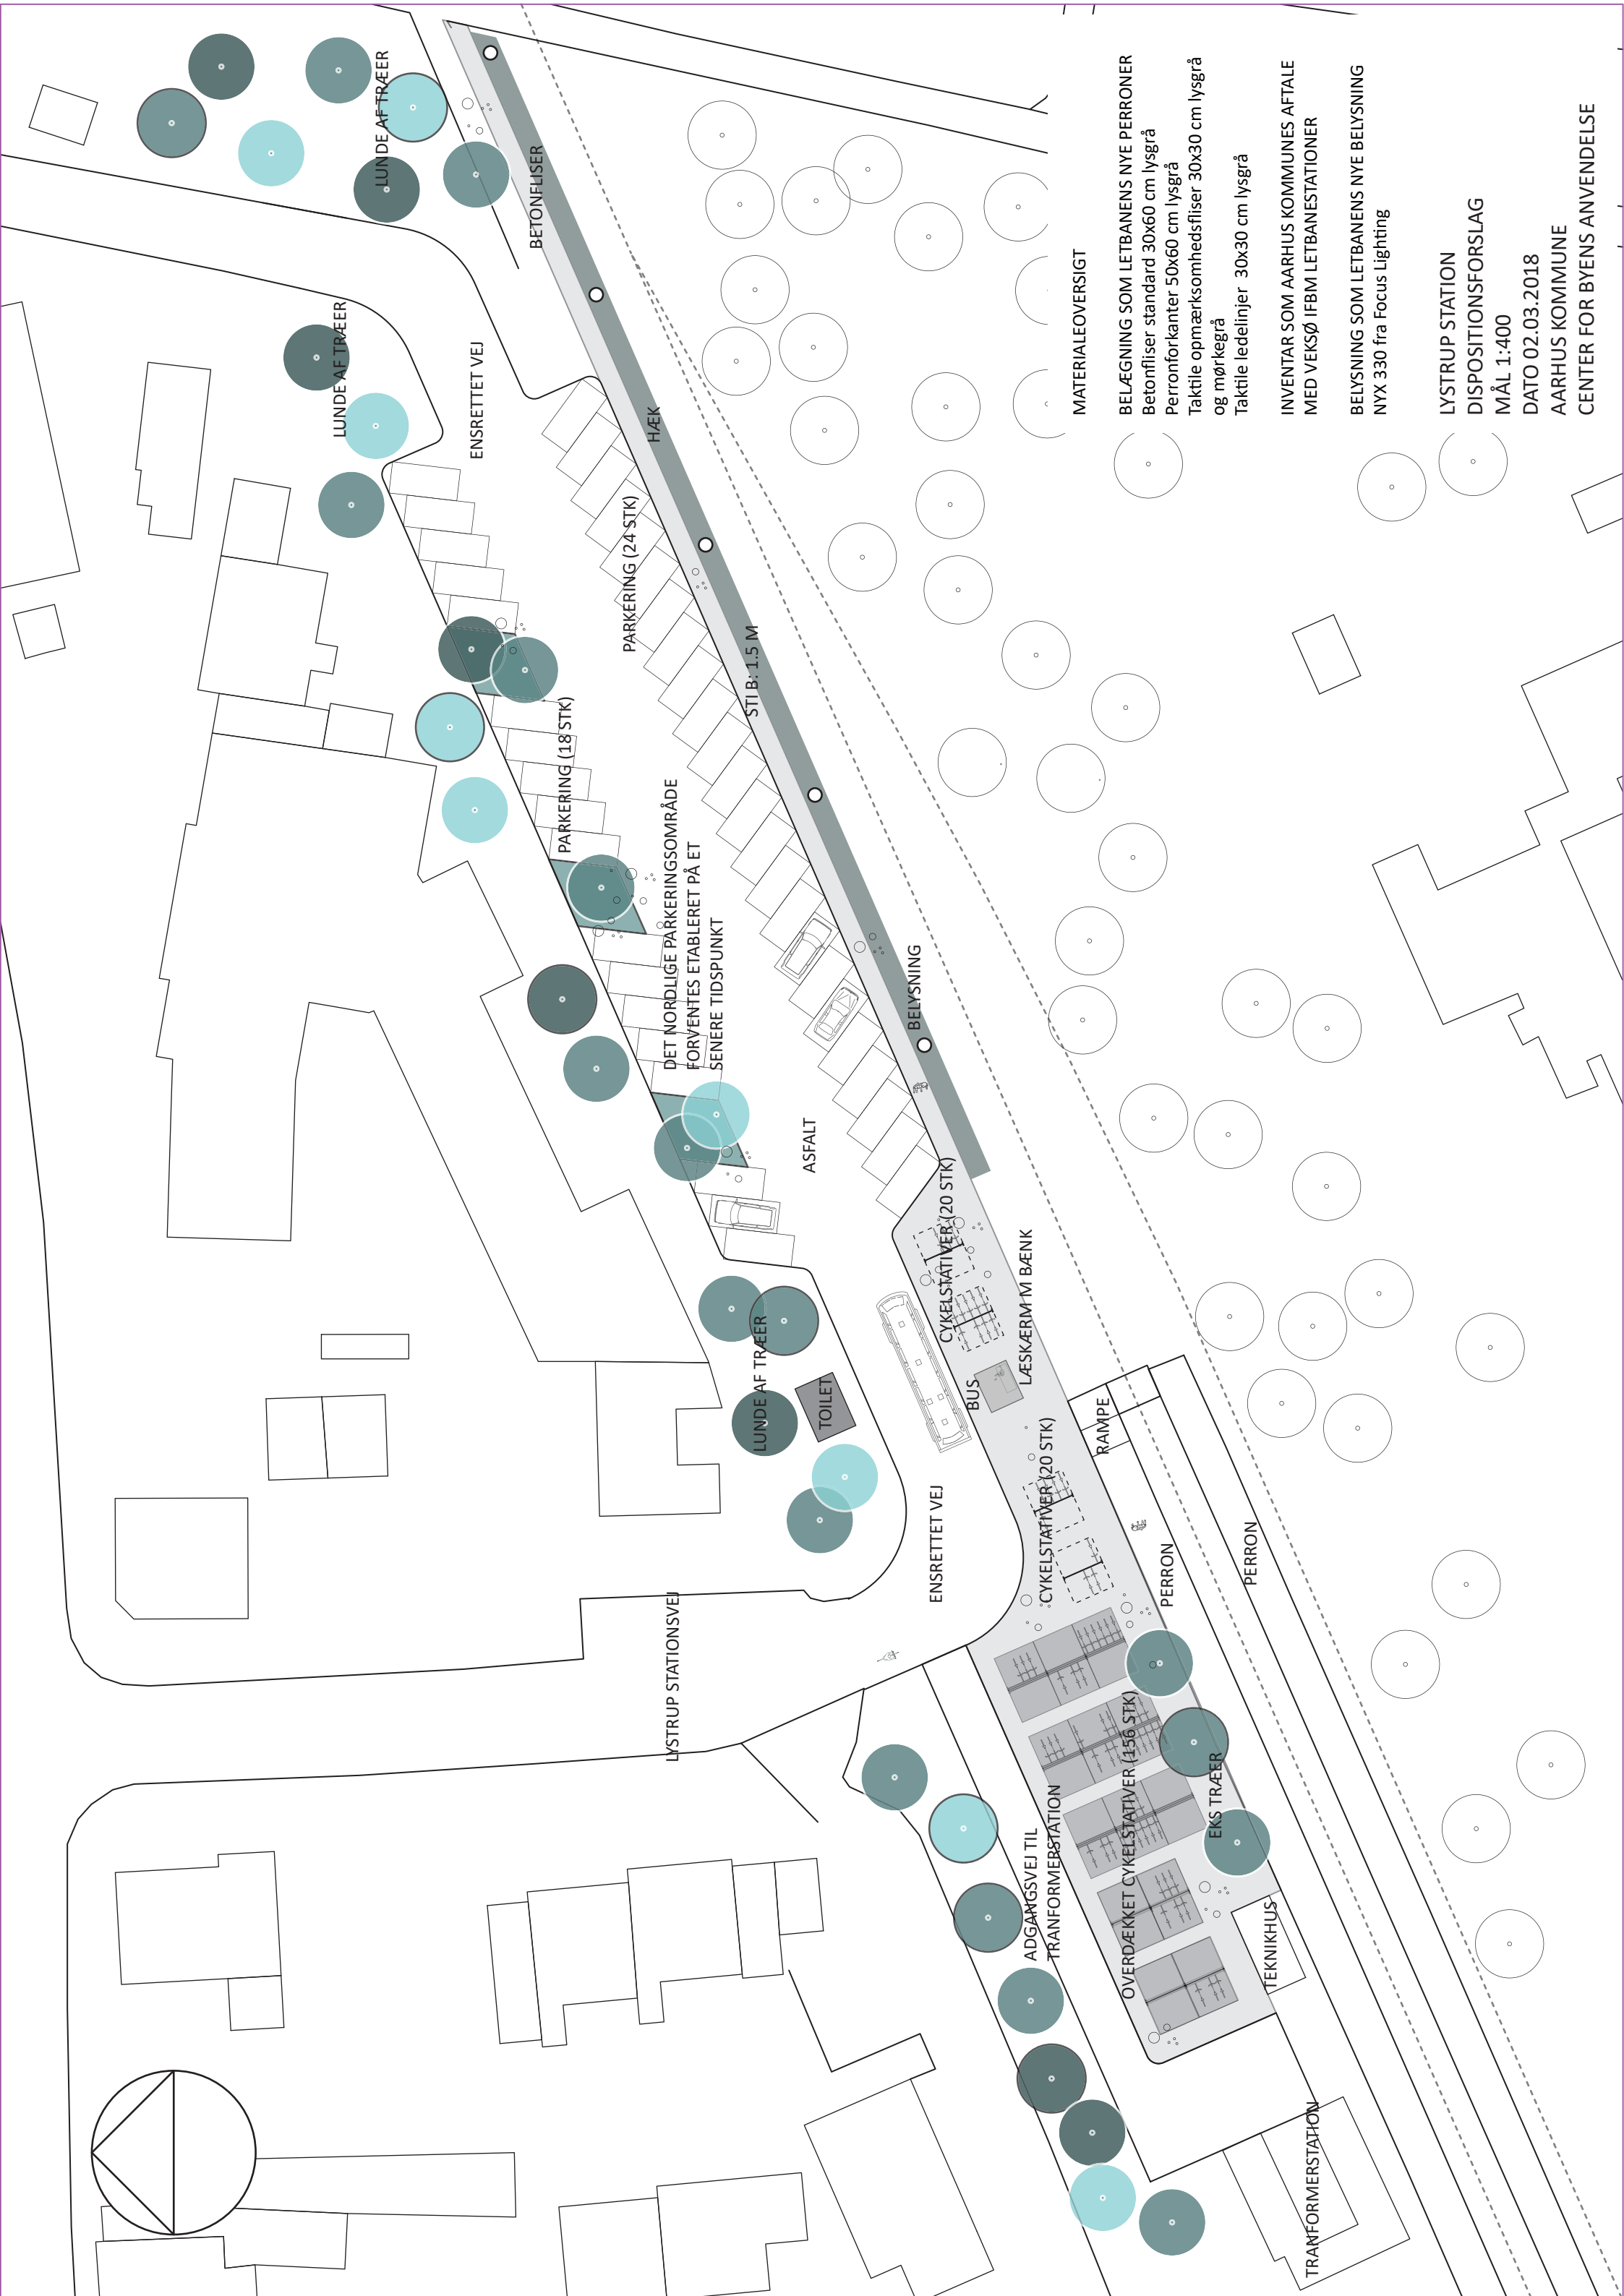 LUNDE AF TRÆER
BETONFLISER
LUNDE AF TRÆER
ENSRETTET VEJ
HÆK
PARKERING (24 STK)
STI B: 1.5 M
PARKERING (18 STK)
DET NORDLIGE PARKERINGSOMRÅDE
FORVENTES ETABLERET PÅ ET
SENERE TIDSPUNKT
BELYSNING
ASFALT
CYKELSTATIVER (20 STK)
LÆSKÆRM M BÆNK
BUS
LUNDE AF TRÆER
TOILET
RAMPE
CYKELSTATIVER (20 STK)
ENSRETTET VEJ
PERRON
PERRON
LYSTRUP STATIONSVEJ
OVERDÆKKET CYKELSTATIVER (156 STK)
EKS TRÆER
ADGANGSVEJ TIL
TRANFORMERSTATION
TEKNIKHUS
TRANFORMERSTATION
MATERIALEOVERSIGT
BELÆGNING SOM LETBANENS NYE PERRONER
Betonfliser standard 30x60 cm lysgrå
Perronforkanter 50x60 cm lysgrå
Taktile opmærksomhedsfliser 30x30 cm lysgrå
og mørkegrå
Taktile ledelinjer 30x30 cm lysgrå
INVENTAR SOM AARHUS KOMMUNES AFTALE
MED VEKSØ IFBM LETBANESTATIONER
BELYSNING SOM LETBANENS NYE BELYSNING
NYX 330 fra Focus Lighting
LYSTRUP STATION
DISPOSITIONSFORSLAG
MÅL 1:400
DATO 02.03.2018
AARHUS KOMMUNE
CENTER FOR BYENS ANVENDELSE